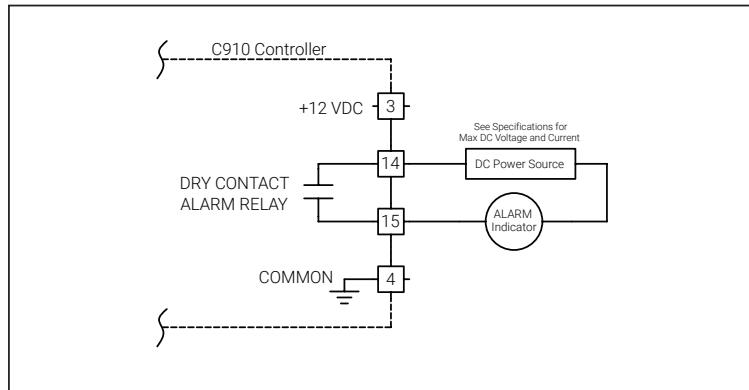 C910 Controller
+12 VDC
3
See Specifications for
Max DC Voltage and Current
14
DC Power Source
DRY CONTACT
ALARM RELAY
15
ALARM
Indicator
COMMON
4